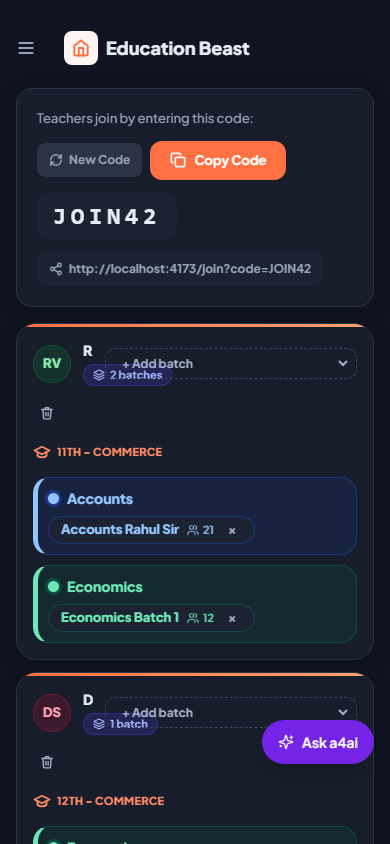 Education Beast
Teachers join by entering this code:
New Code
Copy Code
JOIN42
http://localhost:4173/join?code=JOIN42
RV
R
+ Add batch
2 batches
11TH - COMMERCE
Accounts
Accounts Rahul Sir 21 ×
Economics
Economics Batch 1 12 ×
DS
D
+ Add batch
1 batch
Ask a4ai
12TH - COMMERCE